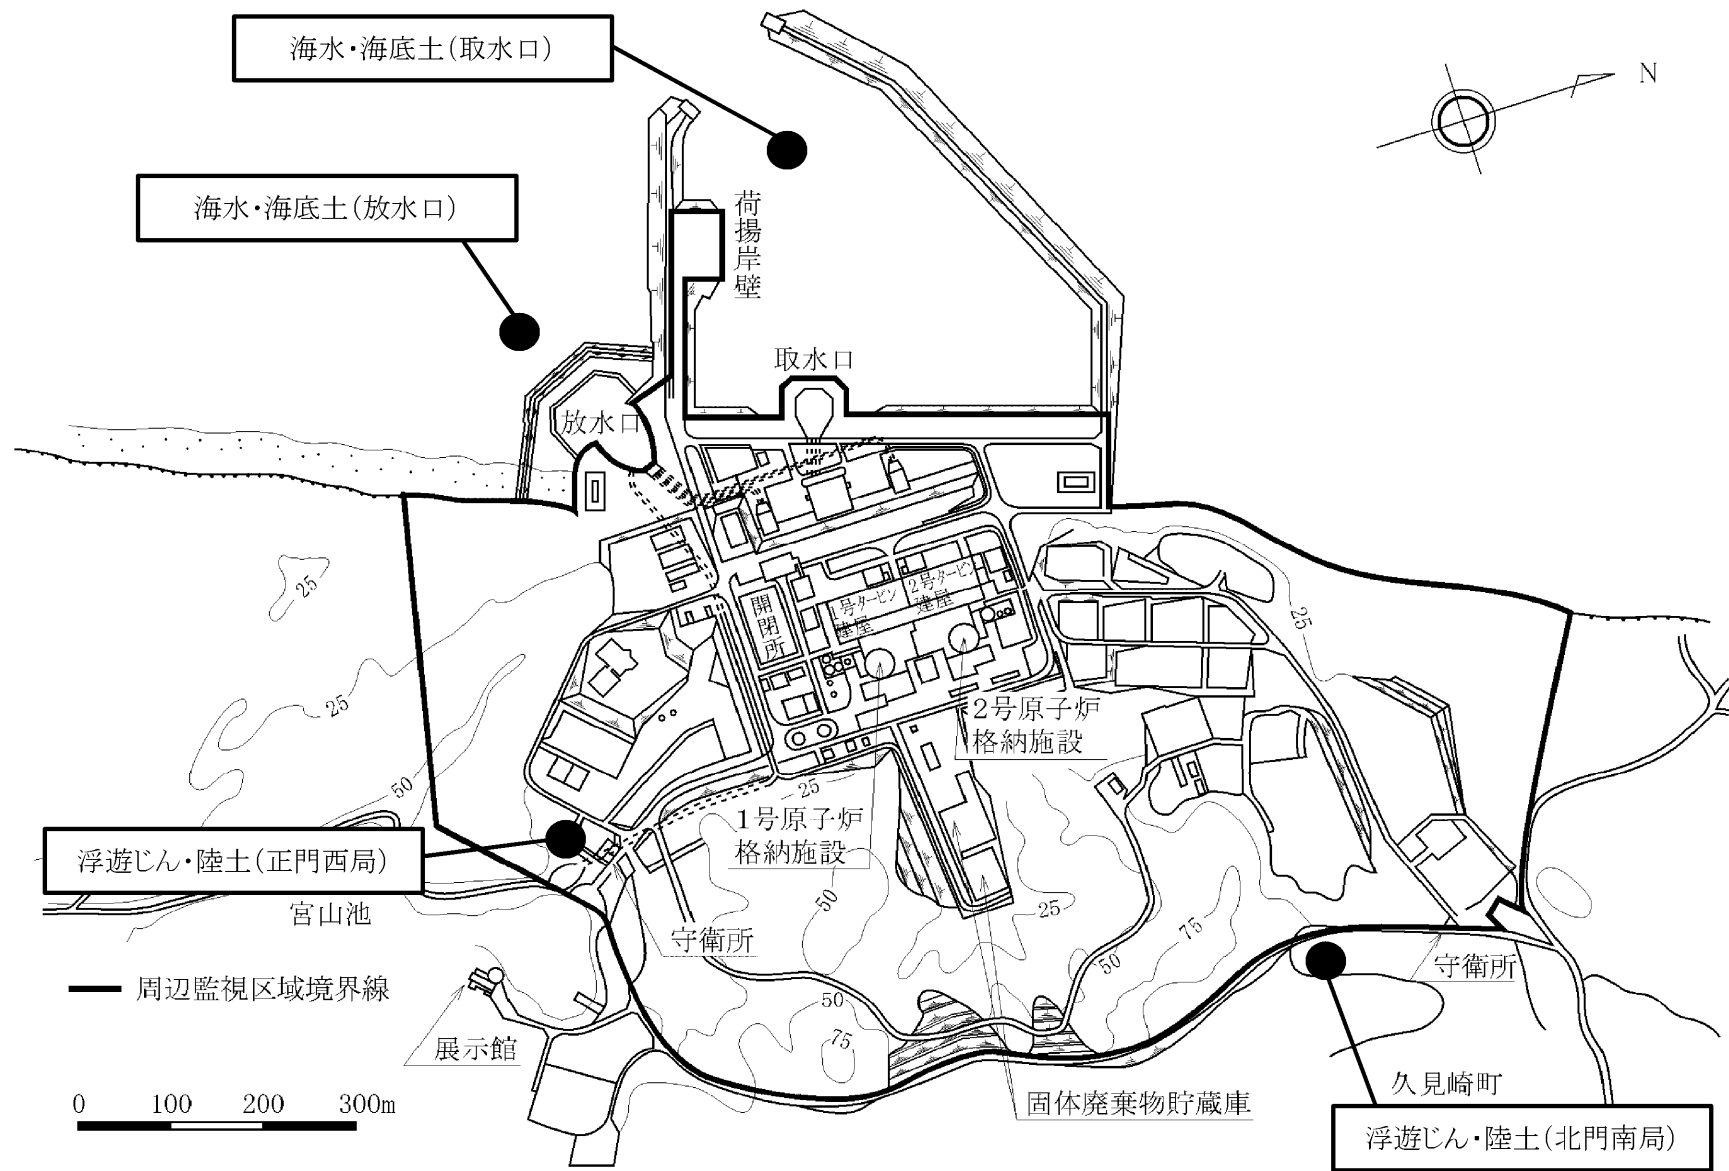 海水・海底土(取水口)
N
海水・海底土(放水口)
荷揚岸壁
取水口
放水口
25
開閉所
1号タービン
建屋
2号タービン
建屋
25
25
2号原子炉
格納施設
50
25
1号原子炉
格納施設
浮遊じん・陸土(正門西局)
50
25
75
宮山池
守衛所
50
守衛所
周辺監視区域境界線
50
75
展示館
久見崎町
固体廃棄物貯蔵庫
0 100 200 300m
浮遊じん・陸土(北門南局)